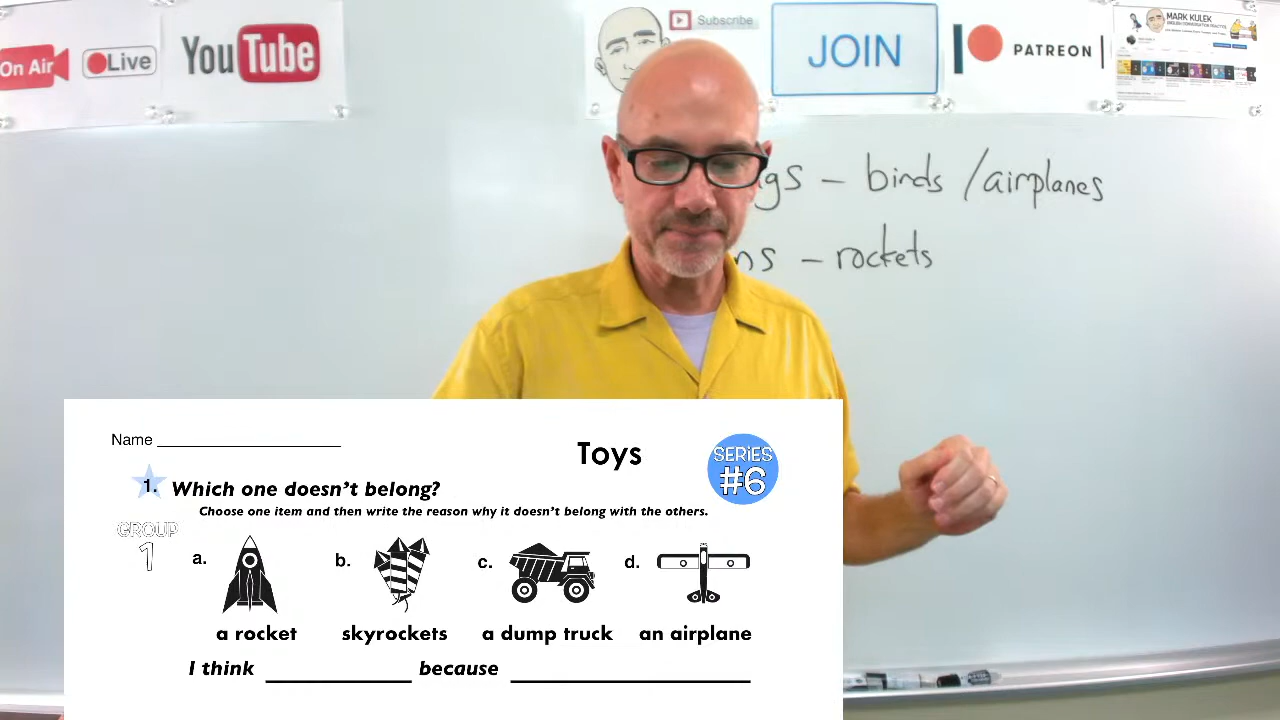 On Air
Live
YouTube
Subscribe
JOIN
PATREON
MARK KULEK
– birds / airplanes
– rockets
Name
Toys
SERIES
#6
1. Which one doesn't belong?
Choose one item and then write the reason why it doesn't belong with the others.
GROUP
1
a.
b.
c.
d.
a rocket
skyrockets
a dump truck
an airplane
I think because